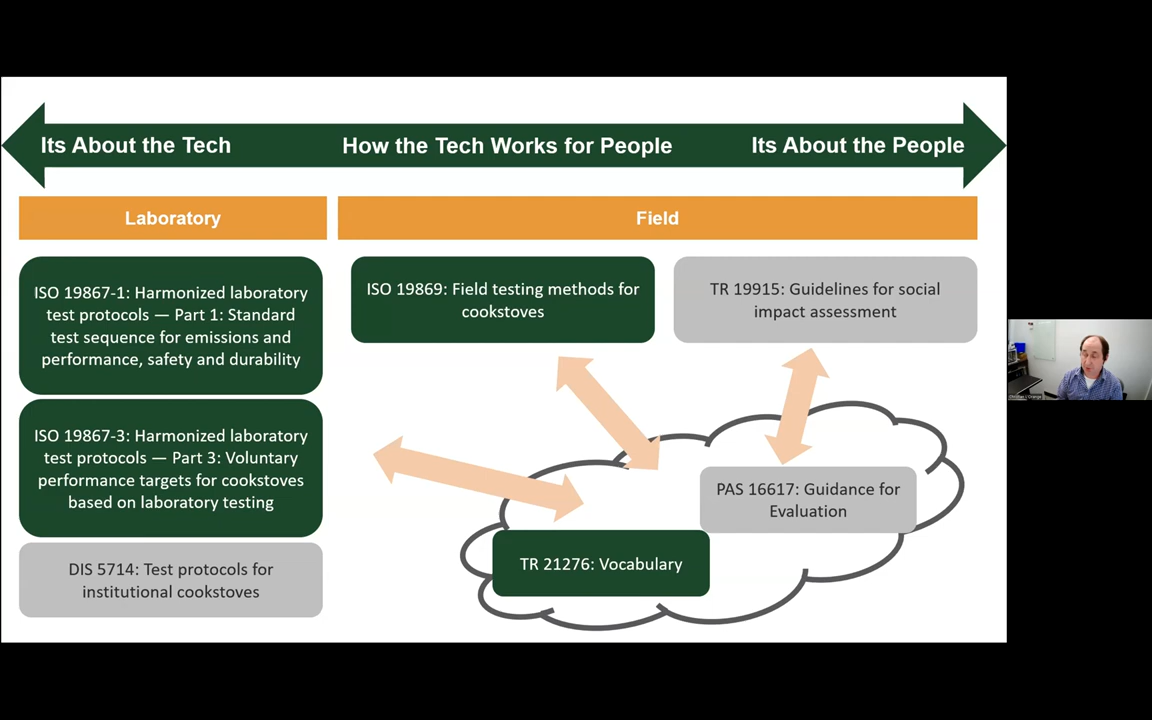 Its About the Tech
How the Tech Works for People
Its About the People
Laboratory
Field
ISO 19867-1: Harmonized laboratory
test protocols — Part 1: Standard
test sequence for emissions and
performance, safety and durability
ISO 19867-3: Harmonized laboratory
test protocols — Part 3: Voluntary
performance targets for cookstoves
based on laboratory testing
DIS 5714: Test protocols for
institutional cookstoves
ISO 19869: Field testing methods for
cookstoves
TR 19915: Guidelines for social
impact assessment
PAS 16617: Guidance for
Evaluation
TR 21276: Vocabulary